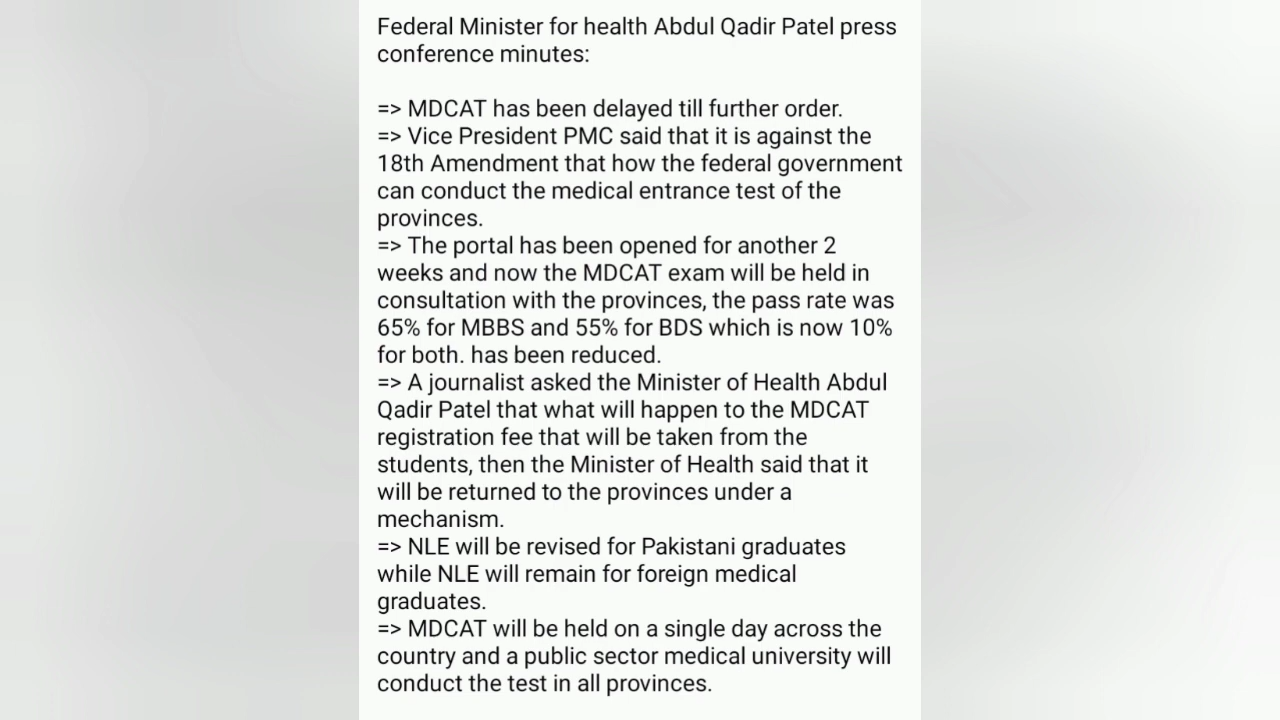 Federal Minister for health Abdul Qadir Patel press
conference minutes:
=> MDCAT has been delayed till further order.
=> Vice President PMC said that it is against the
18th Amendment that how the federal government
can conduct the medical entrance test of the
provinces.
=> The portal has been opened for another 2
weeks and now the MDCAT exam will be held in
consultation with the provinces, the pass rate was
65% for MBBS and 55% for BDS which is now 10%
for both. has been reduced.
=> A journalist asked the Minister of Health Abdul
Qadir Patel that what will happen to the MDCAT
registration fee that will be taken from the
students, then the Minister of Health said that it
will be returned to the provinces under a
mechanism.
=> NLE will be revised for Pakistani graduates
while NLE will remain for foreign medical
graduates.
=> MDCAT will be held on a single day across the
country and a public sector medical university will
conduct the test in all provinces.